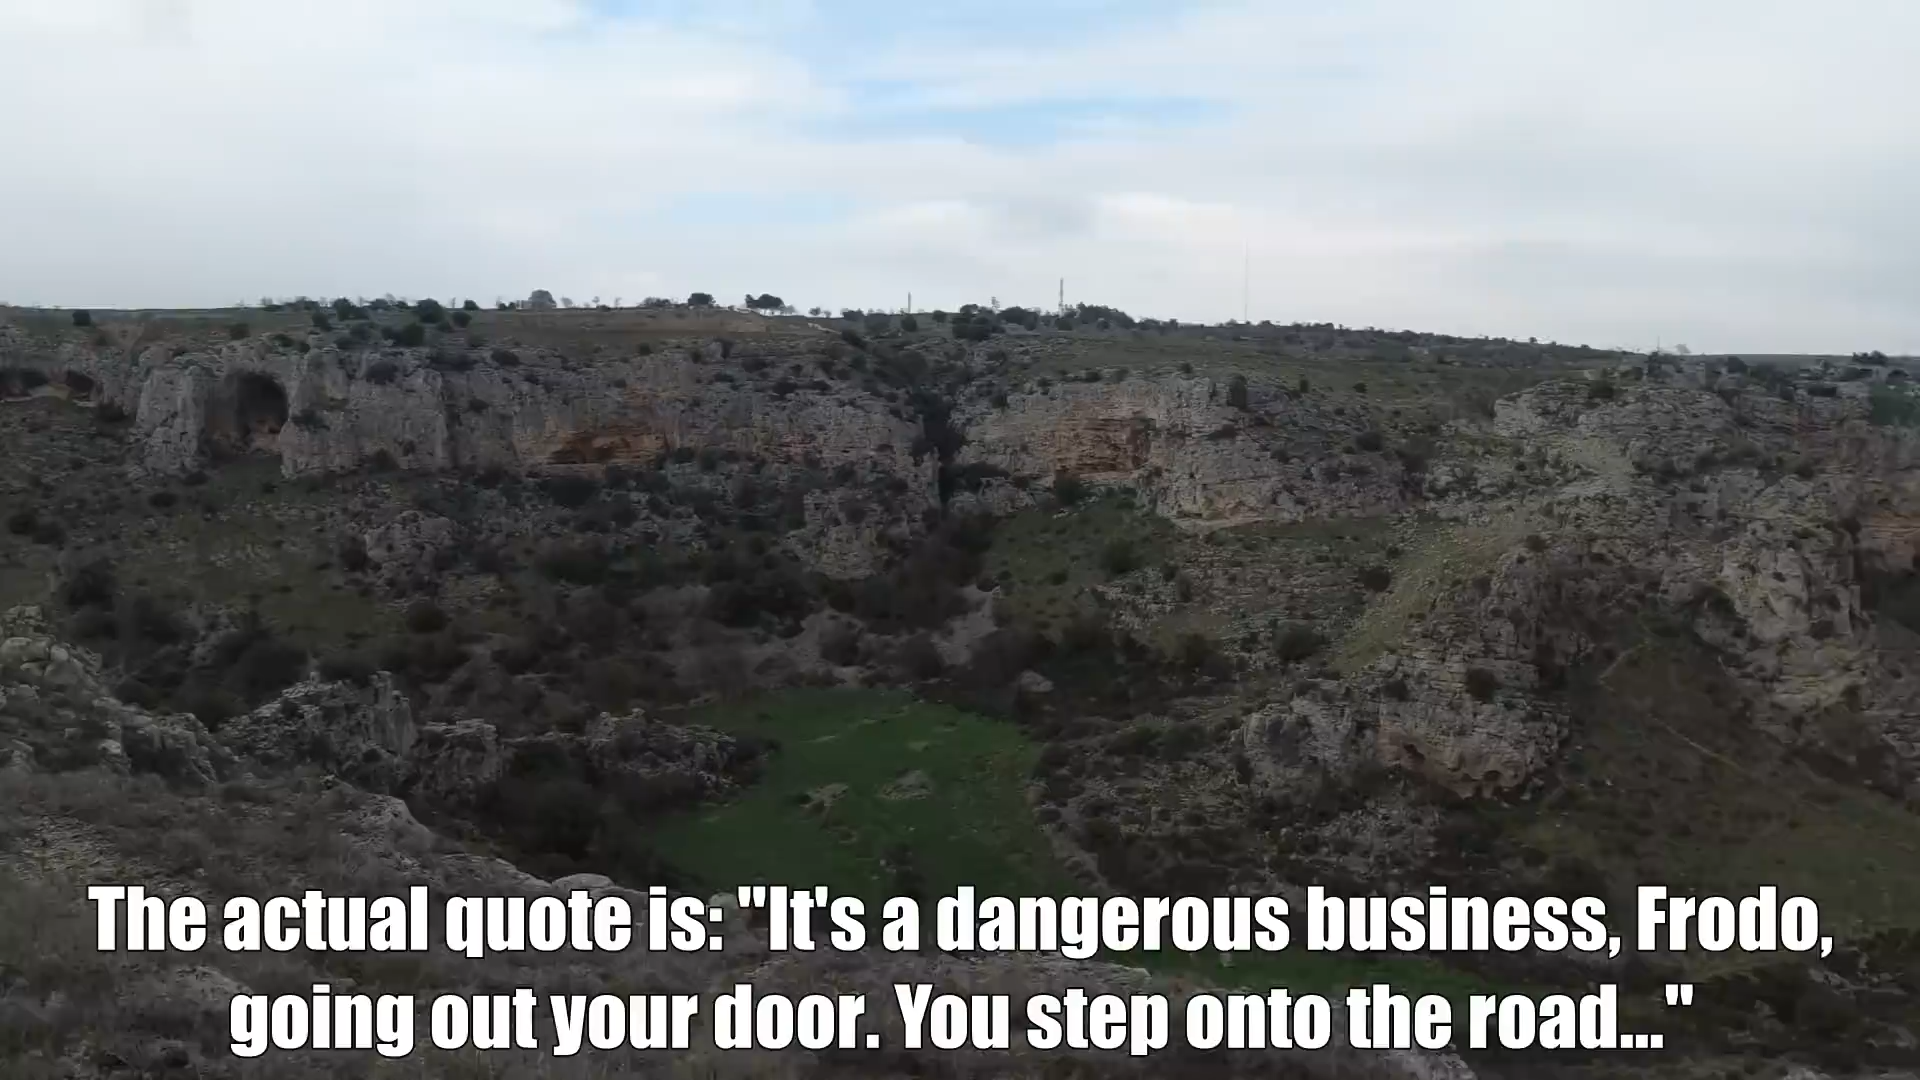 The actual quote is: "It's a dangerous business, Frodo,
going out your door. You step onto the road..."